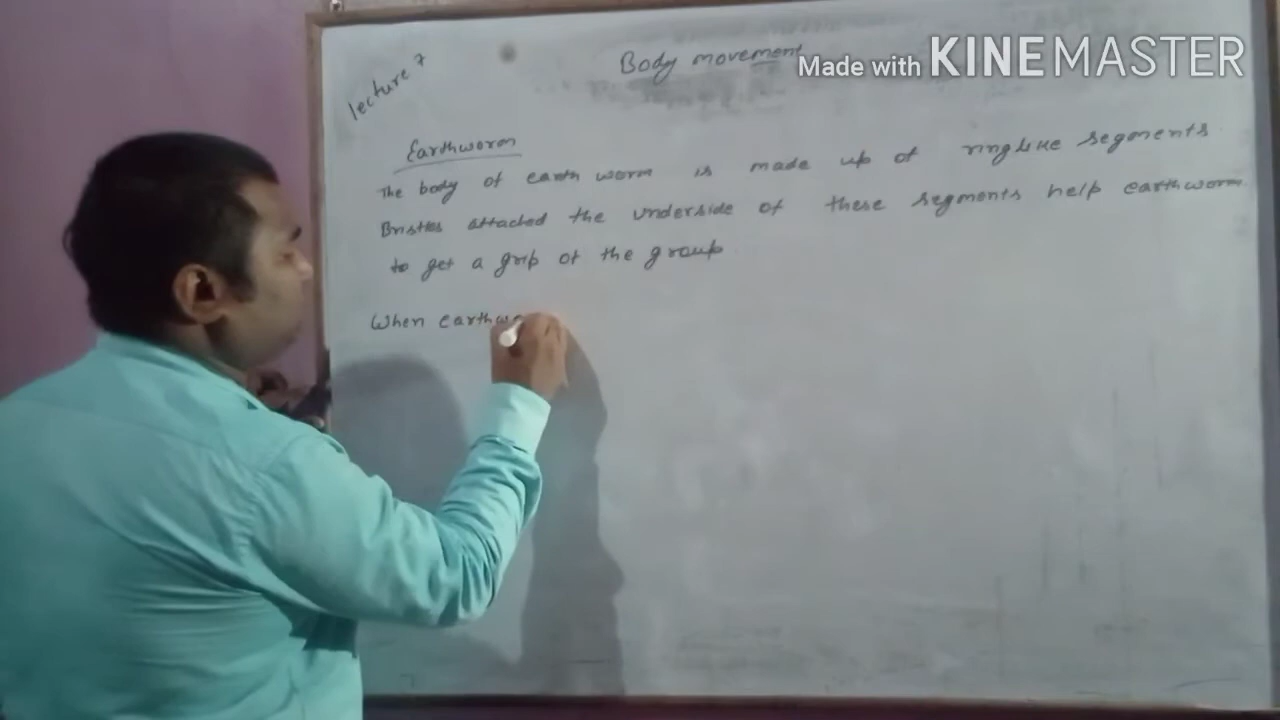 lecture 7
Body movement
Made with KINEMASTER
Earthworm
The body of earth worm is made up of ringlike segments.
Bristles attached the underside of these segments help earthworm
to get a grip of the group
When earthwo